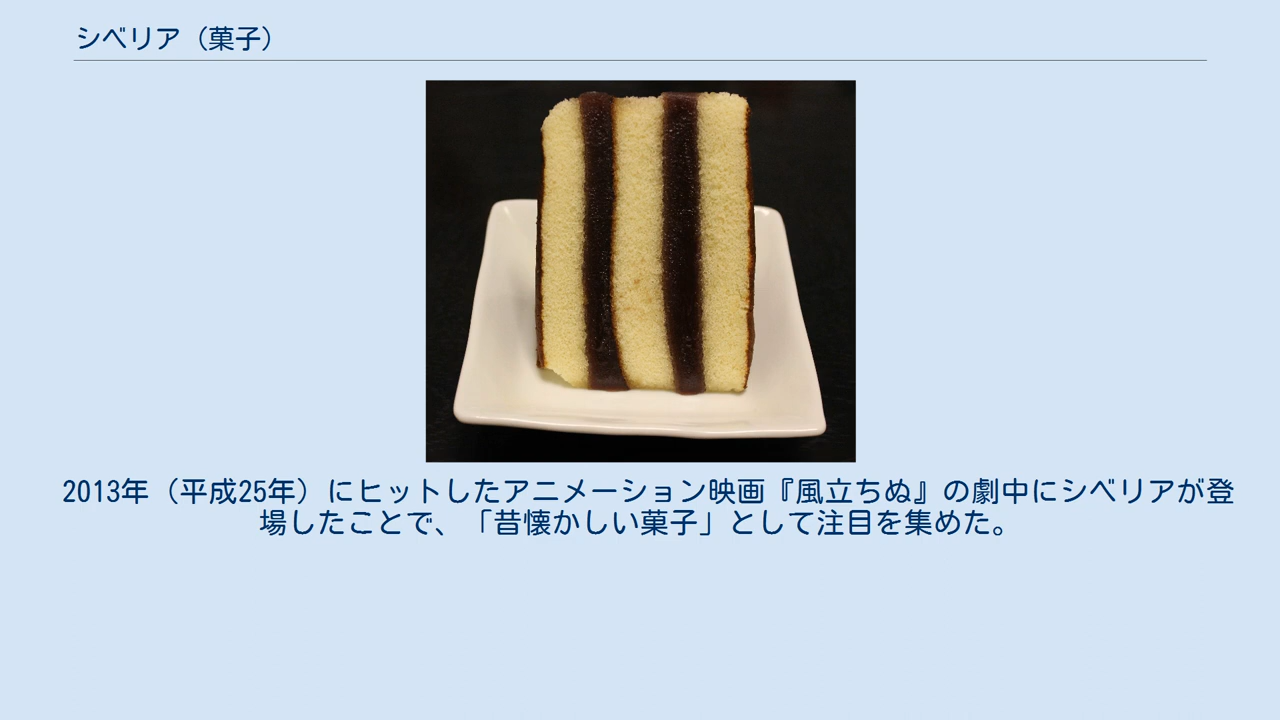 シベリア（菓子）
2013年（平成25年）にヒットしたアニメーション映画『風立ちぬ』の劇中にシベリアが登
場したことで、「昔懐かしい菓子」として注目を集めた。